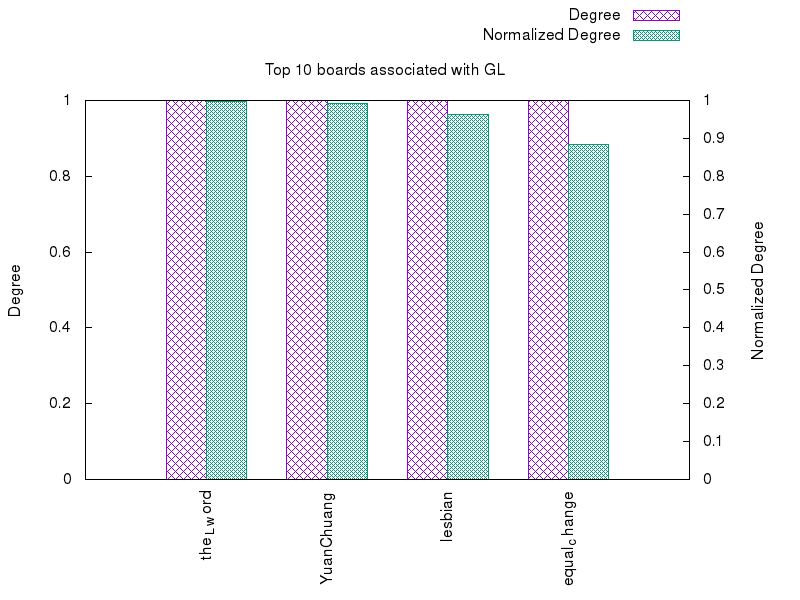 Degree
Normalized Degree
Top 10 boards associated with GL
1
0.8
0.6
0.4
0.2
0
1
0.9
0.8
0.7
0.6
0.5
0.4
0.3
0.2
0.1
0
Degree
Normalized Degree
the_L_word
YuanChuang
lesbian
equal_change